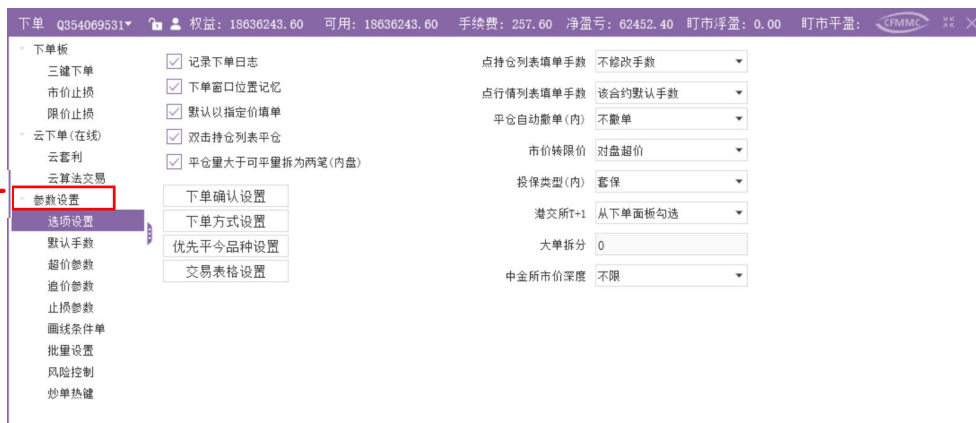 下单 Q354069531 权益: 18636243.60 可用: 18636243.60 手续费: 257.60 净盈亏: 62452.40 盯市浮盈: 0.00 盯市平盈: CFMMC
下单板
三键下单
市价止损
限价止损
云下单(在线)
云套利
云算法交易
参数设置
选项设置
默认手数
超价参数
追价参数
止损参数
画线条件单
批量设置
风险控制
炒单热键
记录下单日志
下单窗口位置记忆
默认以指定价填单
双击持仓列表平仓
平仓量大于可平量拆为两笔(内盘)
下单确认设置
下单方式设置
优先平今品种设置
交易表格设置
点持仓列表填单手数 不修改手数
点行情列表填单手数 该合约默认手数
平仓自动撤单(内) 不撤单
市价转限价 对盘超价
投保类型(内) 套保
港交所T+1 从下单面板勾选
大单拆分 0
中金所市价深度 不限